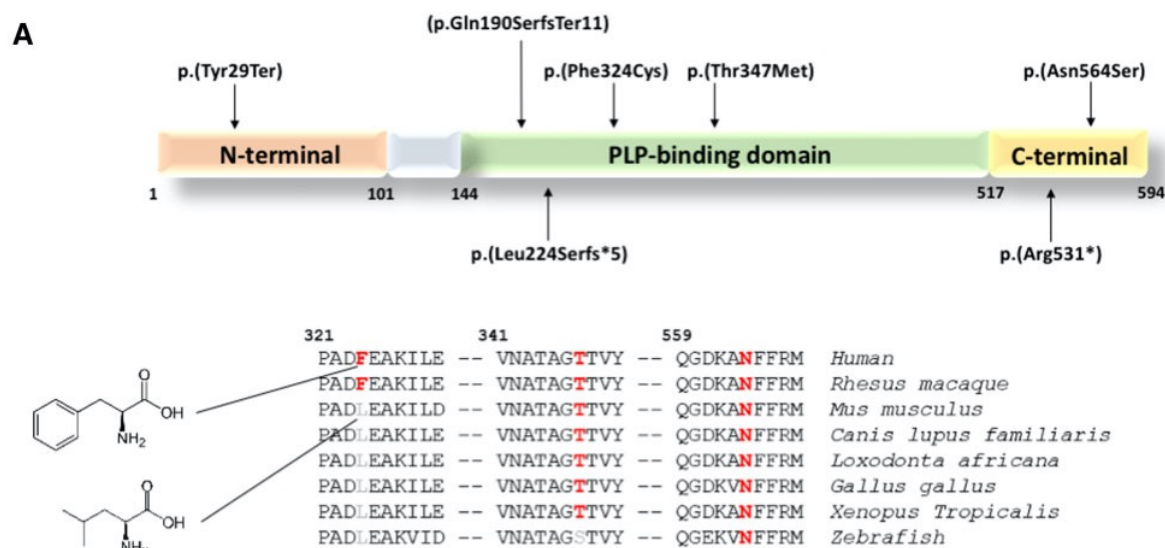 A
(p.Gln190SerfsTer11)
p.(Tyr29Ter) p.(Phe324Cys) p.(Thr347Met) p.(Asn564Ser)
N-terminal PLP-binding domain C-terminal
1 101 144 517 594
p.(Leu224Serfs*5) p.(Arg531*)
321 341 559
PADFEAKILE -- VNATAGTTVY -- QGDKANFFRM Human
PADFEAKILE -- VNATAGTTVY -- QGDKANFFRM Rhesus macaque
PADLEAKILD -- VNATAGTTVY -- QGDKANFFRM Mus musculus
PADLEAKILE -- VNATAGTTVY -- QGDKANFFRM Canis lupus familiaris
PADLEAKILE -- VNATAGTTVY -- QGDKANFFRM Loxodonta africana
PADLEAKILE -- VNATAGTTVY -- QGDKVNFFRM Gallus gallus
PADLEAKILE -- VNATAGTTVY -- QGDKANFFRM Xenopus Tropicalis
PADLEAKVID -- VNATAGSTVY -- QGEKVNFFRM Zebrafish
O
OH
NH2
O
OH
NH2